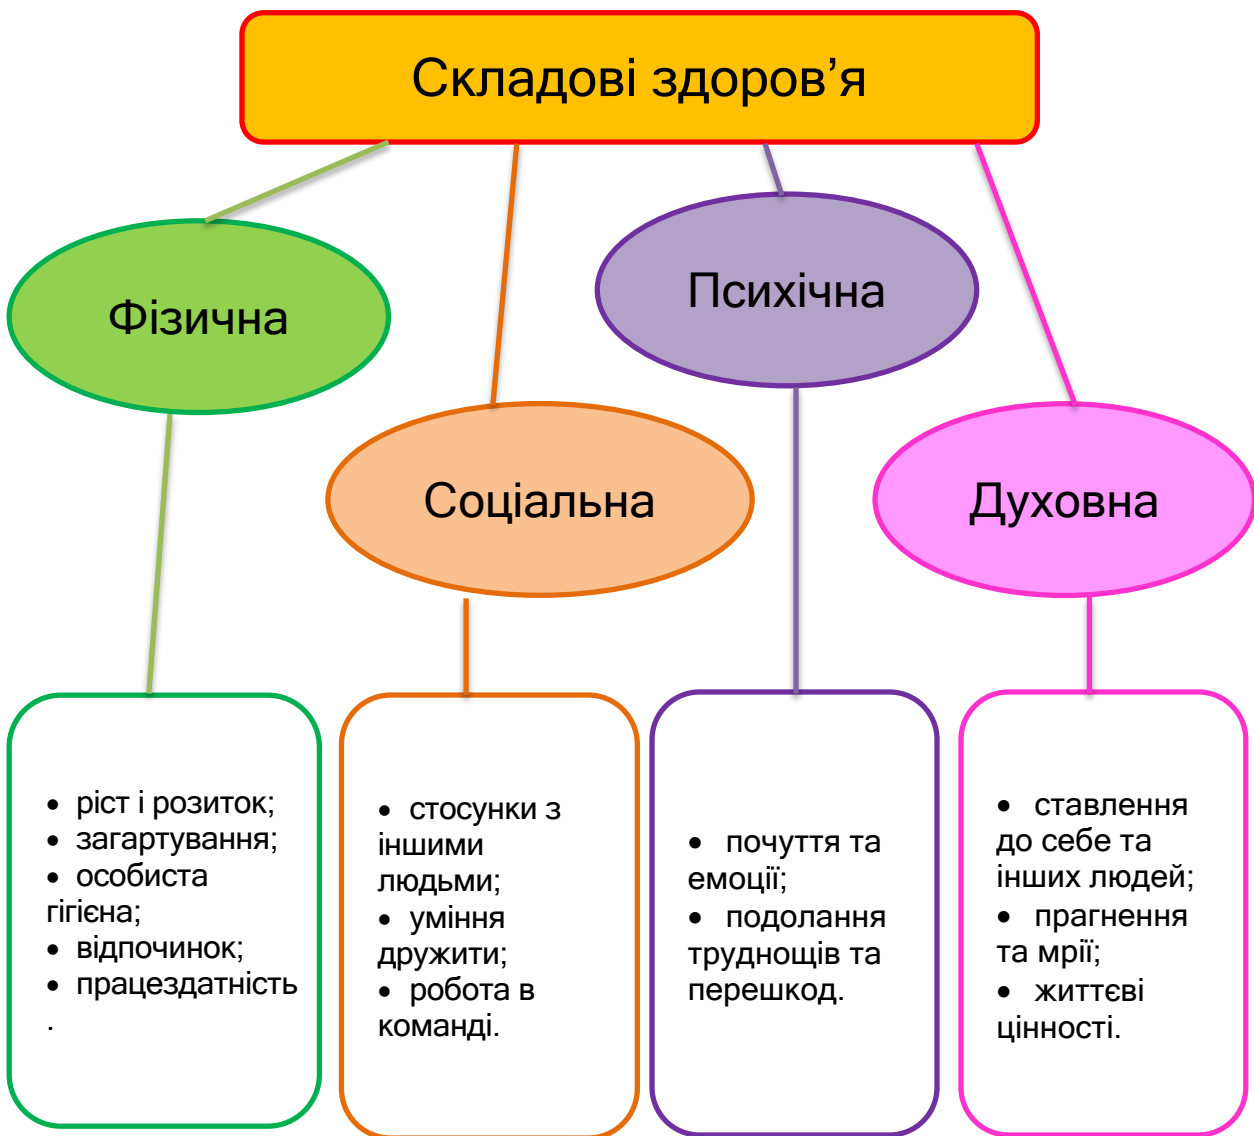 Складові здоров’я
Фізична
Психічна
Соціальна
Духовна
• ріст і розиток;
• загартування;
• особиста
гігієна;
• відпочинок;
• працездатність
.
• стосунки з
іншими
людьми;
• уміння
дружити;
• робота в
команді.
• почуття та
емоції;
• подолання
труднощів та
перешкод.
• ставлення
до себе та
інших людей;
• прагнення
та мрії;
• життєві
цінності.